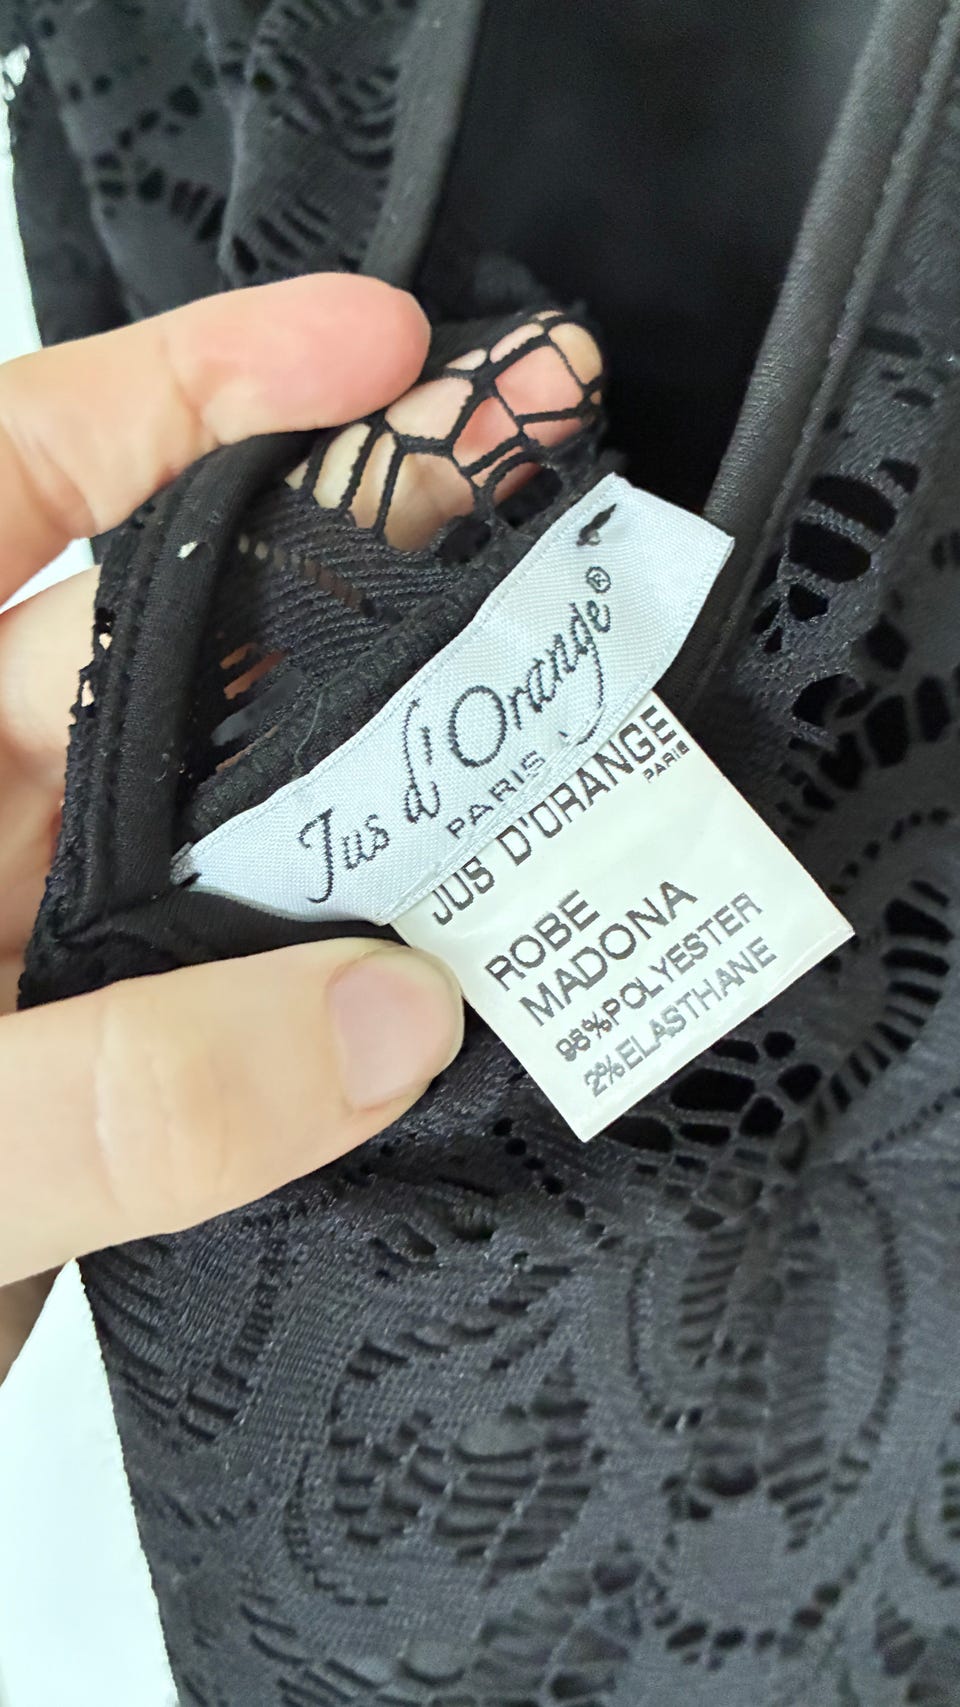 Jus d'Orange®
PARIS
JUS D'ORANGE
PARIS
ROBE
MADONA
98%POLYESTER
2%ELASTHANE